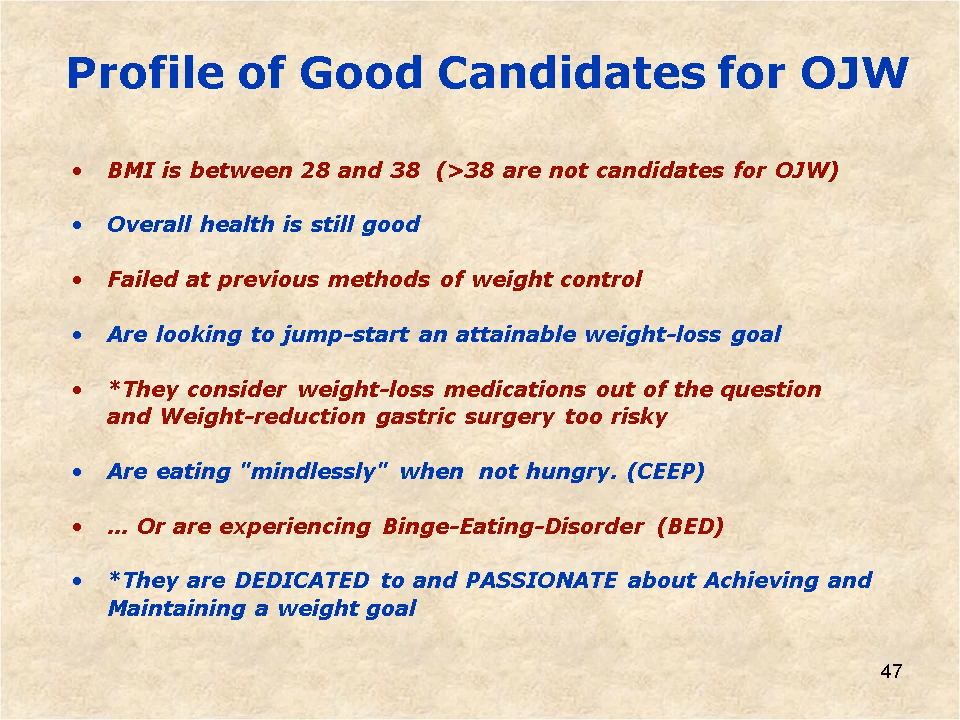 Profile of Good Candidates for OJW
• BMI is between 28 and 38 (>38 are not candidates for OJW)
• Overall health is still good
• Failed at previous methods of weight control
• Are looking to jump-start an attainable weight-loss goal
• *They consider weight-loss medications out of the question
and Weight-reduction gastric surgery too risky
• Are eating "mindlessly" when not hungry. (CEEP)
• … Or are experiencing Binge-Eating-Disorder (BED)
• *They are DEDICATED to and PASSIONATE about Achieving and
Maintaining a weight goal
47